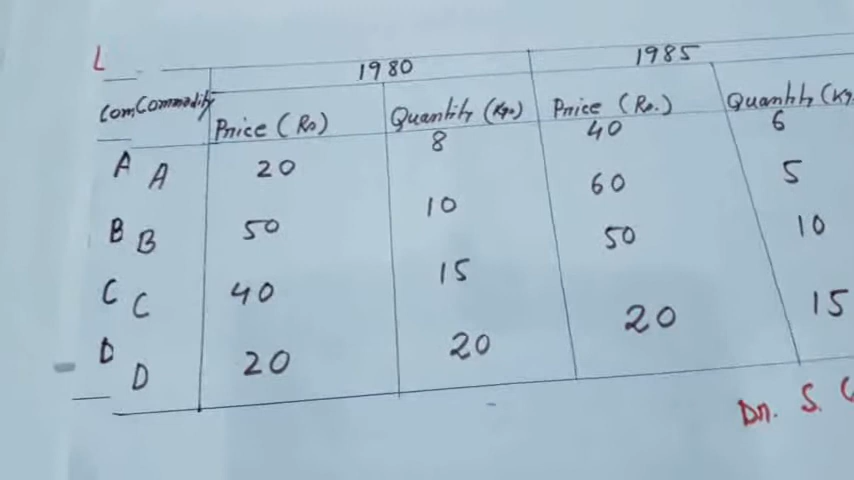 L
1980 1985
Com Commodity Price (Rs) Quantity (Kgs) Price (Rs.) Quantity (Kg.
A A 20 8 40 6
B B 50 10 60 5
C C 40 15 50 10
D D 20 20 20 15
Dr. S.